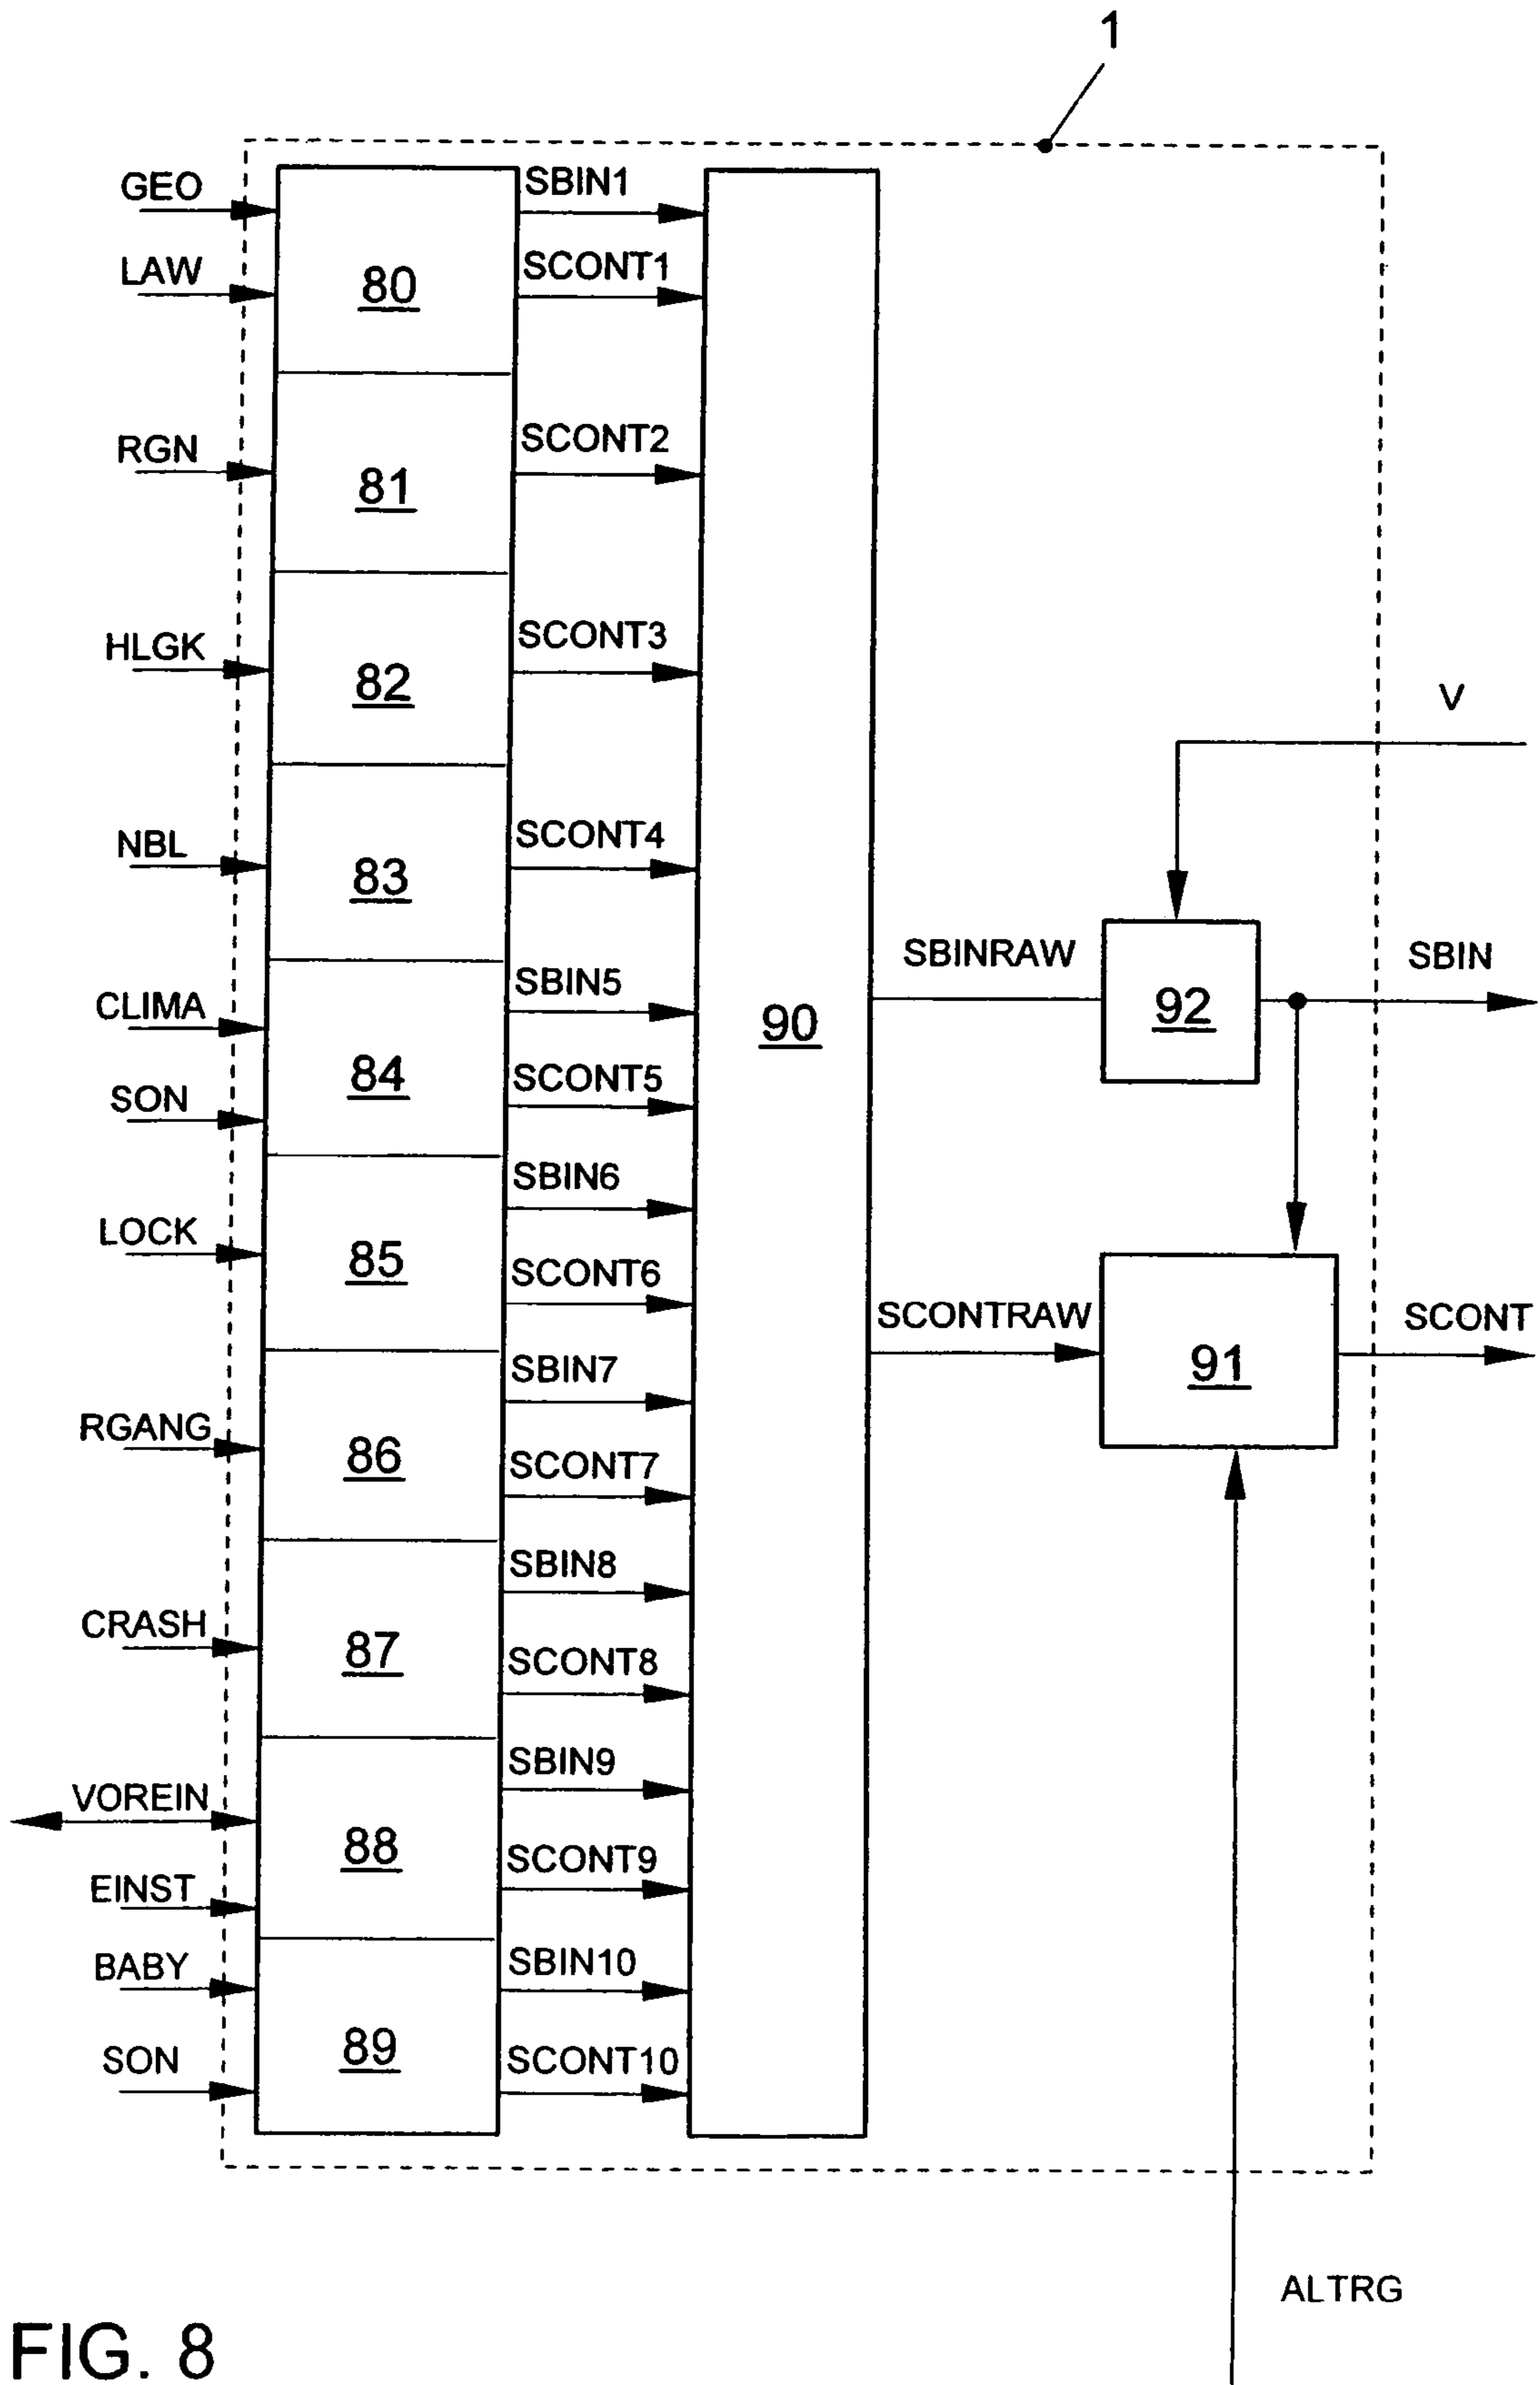 1
GEO
SBIN1
LAW
SCONT1
80
RGN
SCONT2
81
HLGK
SCONT3
82
V
NBL
SCONT4
83
SBINRAW
SBIN
CLIMA
SBIN5
90
92
84
SCONT5
SON
SBIN6
LOCK
85
SCONT6
SCONTRAW
SCONT
91
SBIN7
RGANG
86
SCONT7
SBIN8
CRASH
87
SCONT8
SBIN9
VOREIN
88
SCONT9
EINST
BABY
SBIN10
89
SON
SCONT10
ALTRG
FIG. 8